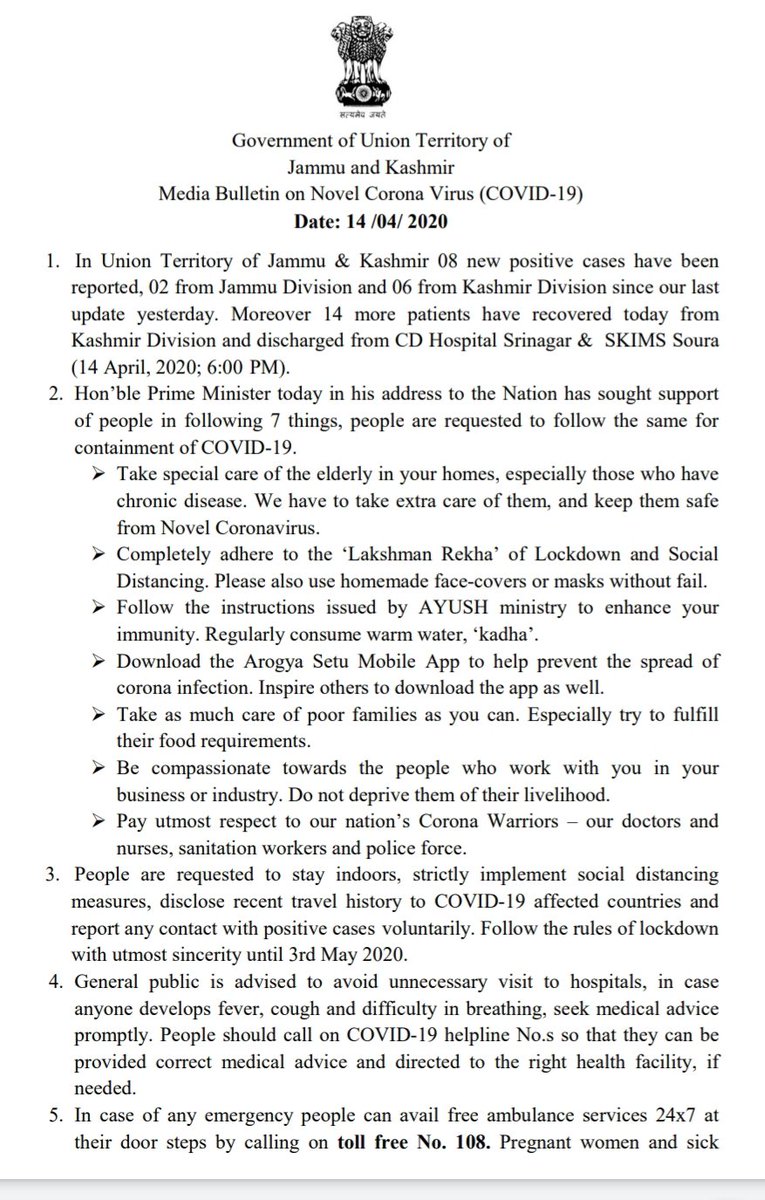 सत्यमेव जयते
Government of Union Territory of
Jammu and Kashmir
Media Bulletin on Novel Corona Virus (COVID-19)
Date: 14 /04/ 2020
1. In Union Territory of Jammu & Kashmir 08 new positive cases have been
reported, 02 from Jammu Division and 06 from Kashmir Division since our last
update yesterday. Moreover 14 more patients have recovered today from
Kashmir Division and discharged from CD Hospital Srinagar & SKIMS Soura
(14 April, 2020; 6:00 PM).
2. Hon’ble Prime Minister today in his address to the Nation has sought support
of people in following 7 things, people are requested to follow the same for
containment of COVID-19.
➢ Take special care of the elderly in your homes, especially those who have
chronic disease. We have to take extra care of them, and keep them safe
from Novel Coronavirus.
➢ Completely adhere to the ‘Lakshman Rekha’ of Lockdown and Social
Distancing. Please also use homemade face-covers or masks without fail.
➢ Follow the instructions issued by AYUSH ministry to enhance your
immunity. Regularly consume warm water, ‘kadha’.
➢ Download the Arogya Setu Mobile App to help prevent the spread of
corona infection. Inspire others to download the app as well.
➢ Take as much care of poor families as you can. Especially try to fulfill
their food requirements.
➢ Be compassionate towards the people who work with you in your
business or industry. Do not deprive them of their livelihood.
➢ Pay utmost respect to our nation’s Corona Warriors – our doctors and
nurses, sanitation workers and police force.
3. People are requested to stay indoors, strictly implement social distancing
measures, disclose recent travel history to COVID-19 affected countries and
report any contact with positive cases voluntarily. Follow the rules of lockdown
with utmost sincerity until 3rd May 2020.
4. General public is advised to avoid unnecessary visit to hospitals, in case
anyone develops fever, cough and difficulty in breathing, seek medical advice
promptly. People should call on COVID-19 helpline No.s so that they can be
provided correct medical advice and directed to the right health facility, if
needed.
5. In case of any emergency people can avail free ambulance services 24x7 at
their door steps by calling on toll free No. 108. Pregnant women and sick